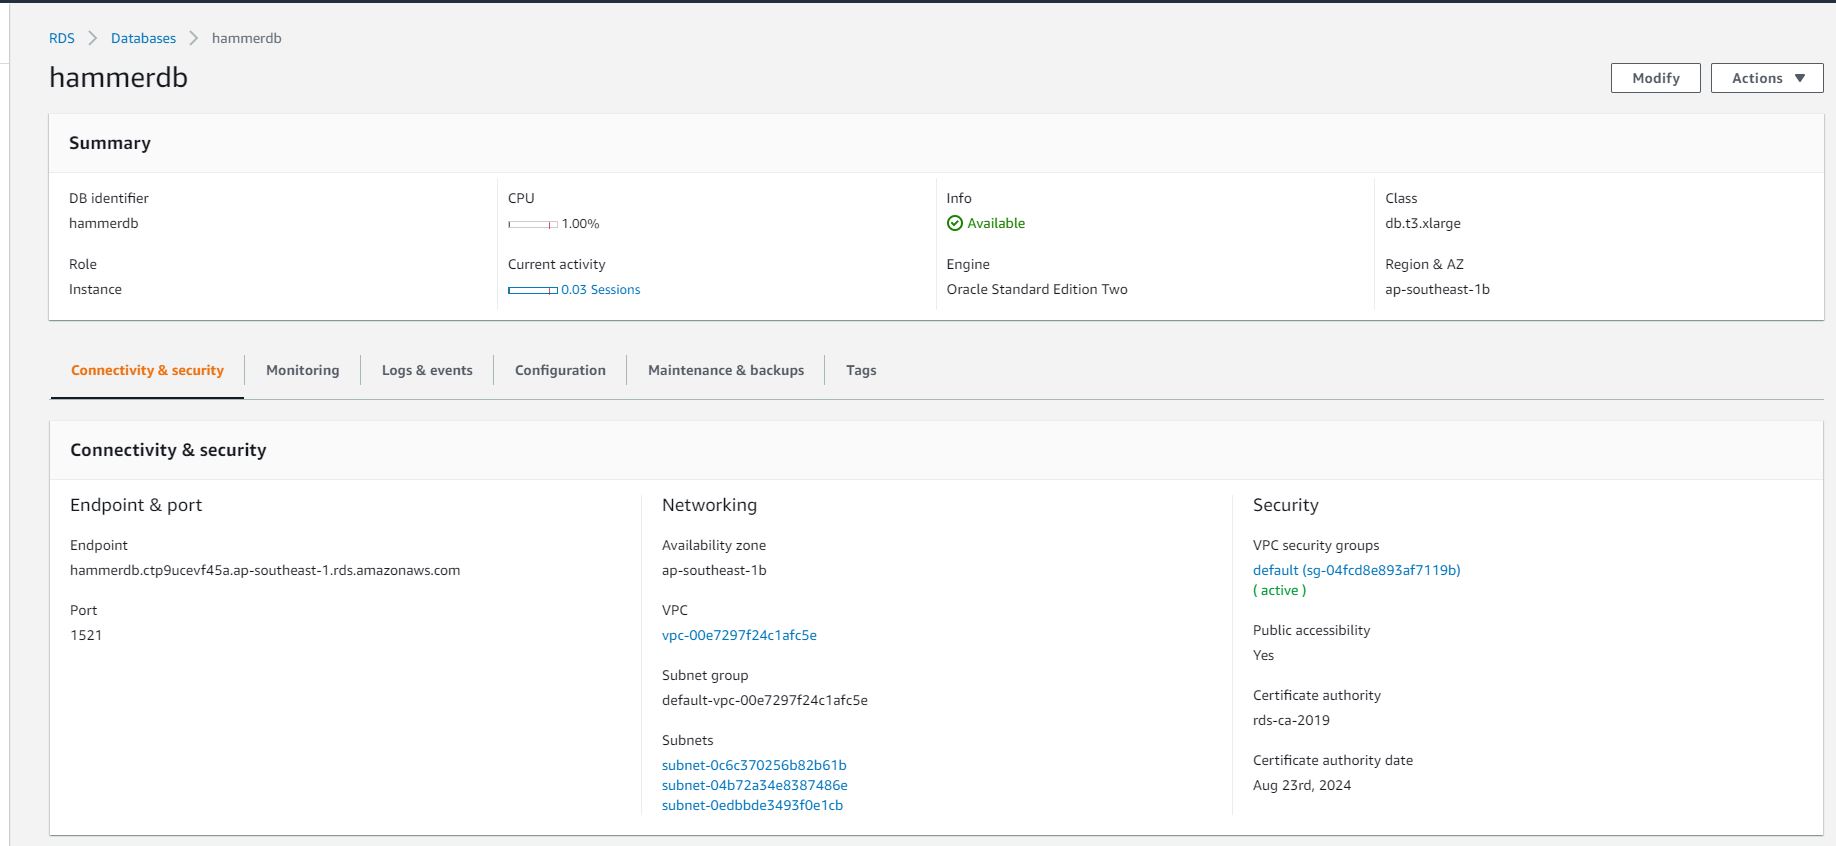 RDS > Databases > hammerdb
hammerdb
Modify
Actions
Summary
DB identifier
hammerdb
Role
Instance
CPU
1.00%
Current activity
0.03 Sessions
Info
Available
Engine
Oracle Standard Edition Two
Class
db.t3.xlarge
Region & AZ
ap-southeast-1b
Connectivity & security
Monitoring
Logs & events
Configuration
Maintenance & backups
Tags
Connectivity & security
Endpoint & port
Endpoint
hammerdb.ctp9ucevf45a.ap-southeast-1.rds.amazonaws.com
Port
1521
Networking
Availability zone
ap-southeast-1b
VPC
vpc-00e7297f24c1afc5e
Subnet group
default-vpc-00e7297f24c1afc5e
Subnets
subnet-0c6c370256b82b61b
subnet-04b72a34e8387486e
subnet-0edbbde3493f0e1cb
Security
VPC security groups
default (sg-04fcd8e893af7119b)
( active )
Public accessibility
Yes
Certificate authority
rds-ca-2019
Certificate authority date
Aug 23rd, 2024